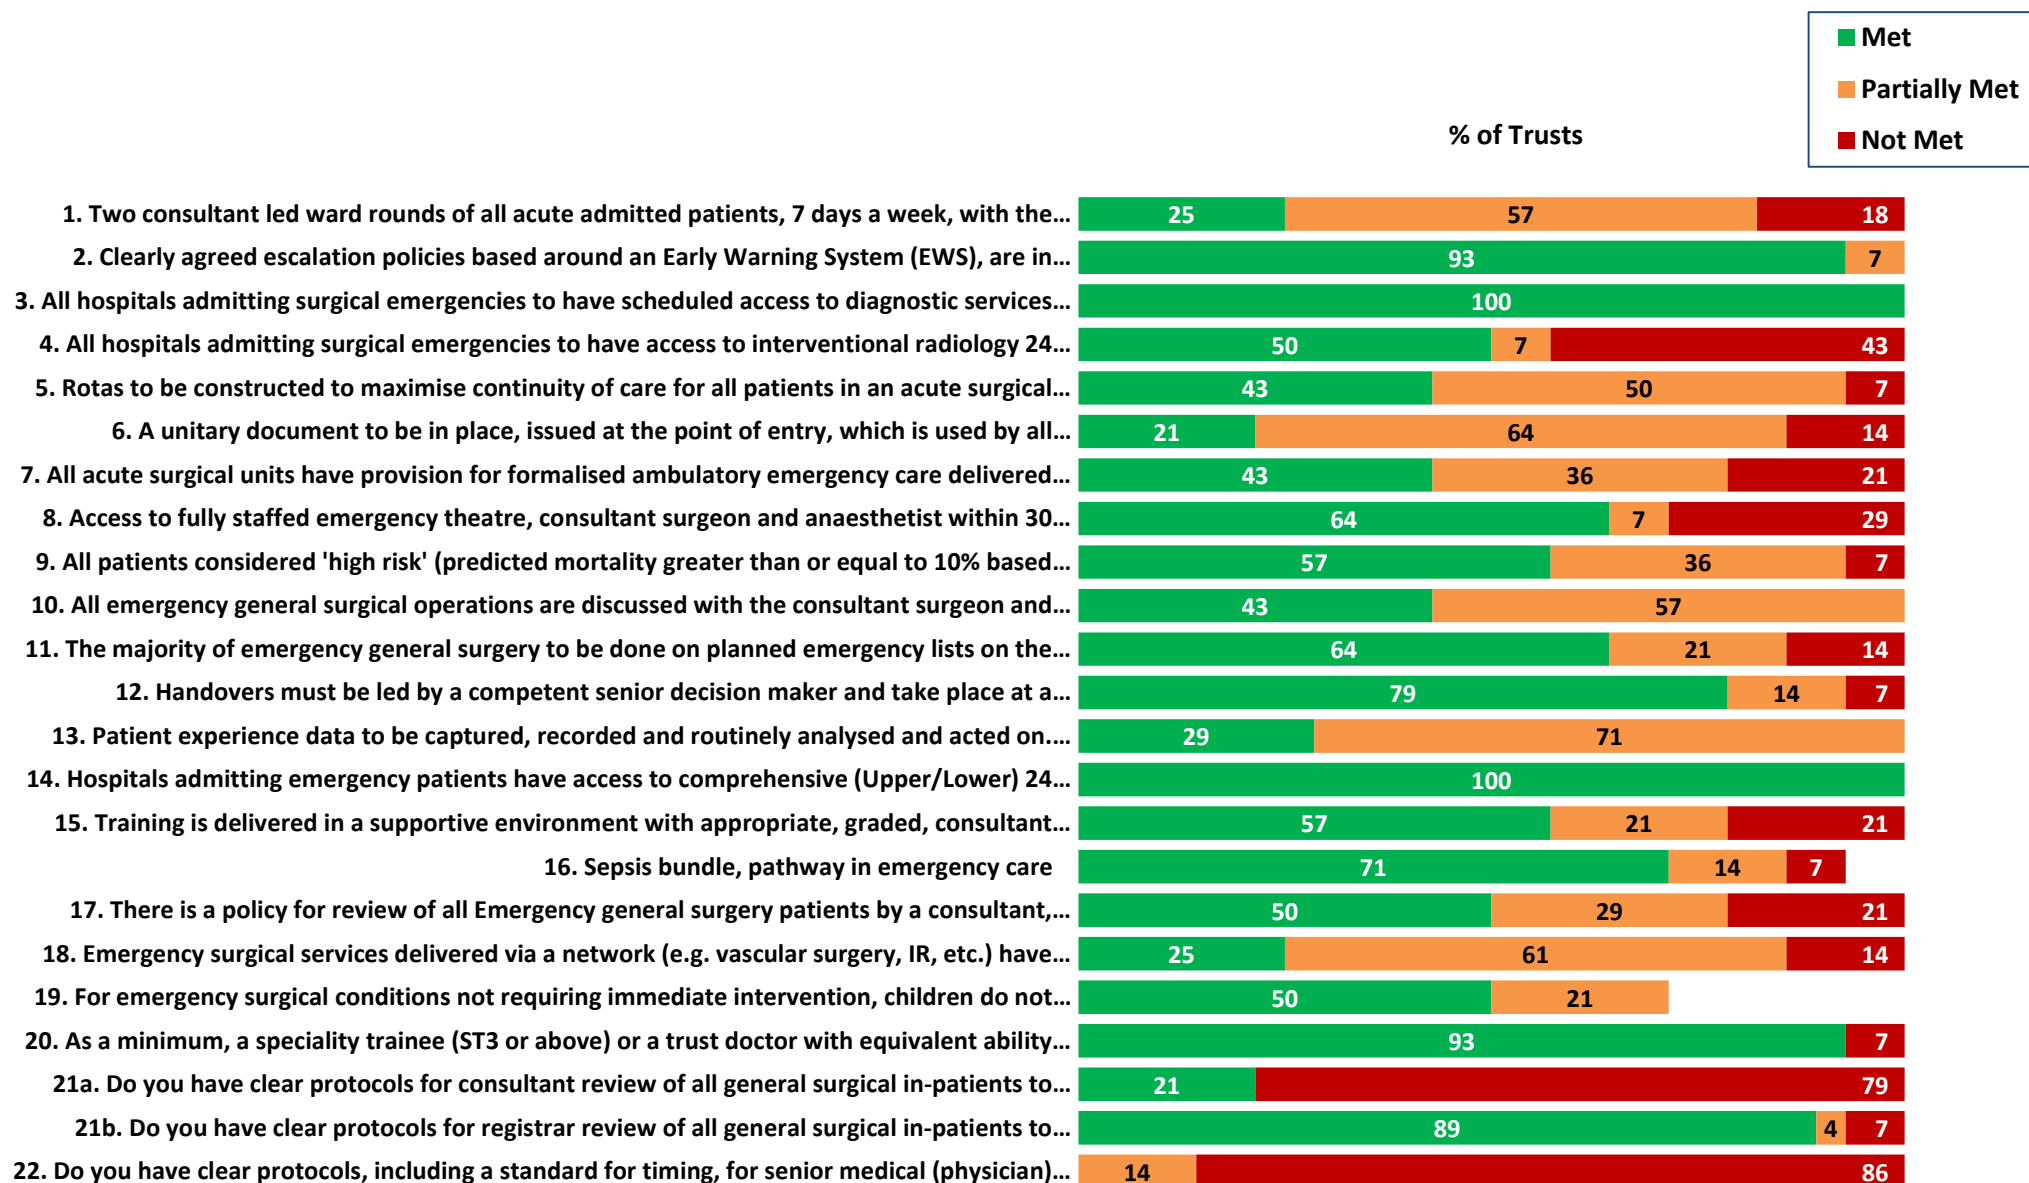 Met
Partially Met
Not Met
% of Trusts
1. Two consultant led ward rounds of all acute admitted patients, 7 days a week, with the… 25 57 18
2. Clearly agreed escalation policies based around an Early Warning System (EWS), are in… 93 7
3. All hospitals admitting surgical emergencies to have scheduled access to diagnostic services… 100
4. All hospitals admitting surgical emergencies to have access to interventional radiology 24… 50 7 43
5. Rotas to be constructed to maximise continuity of care for all patients in an acute surgical… 43 50 7
6. A unitary document to be in place, issued at the point of entry, which is used by all… 21 64 14
7. All acute surgical units have provision for formalised ambulatory emergency care delivered… 43 36 21
8. Access to fully staffed emergency theatre, consultant surgeon and anaesthetist within 30… 64 7 29
9. All patients considered 'high risk' (predicted mortality greater than or equal to 10% based… 57 36 7
10. All emergency general surgical operations are discussed with the consultant surgeon and… 43 57
11. The majority of emergency general surgery to be done on planned emergency lists on the… 64 21 14
12. Handovers must be led by a competent senior decision maker and take place at a… 79 14 7
13. Patient experience data to be captured, recorded and routinely analysed and acted on.… 29 71
14. Hospitals admitting emergency patients have access to comprehensive (Upper/Lower) 24… 100
15. Training is delivered in a supportive environment with appropriate, graded, consultant… 57 21 21
16. Sepsis bundle, pathway in emergency care 71 14 7
17. There is a policy for review of all Emergency general surgery patients by a consultant,… 50 29 21
18. Emergency surgical services delivered via a network (e.g. vascular surgery, IR, etc.) have… 25 61 14
19. For emergency surgical conditions not requiring immediate intervention, children do not… 50 21
20. As a minimum, a speciality trainee (ST3 or above) or a trust doctor with equivalent ability… 93 7
21a. Do you have clear protocols for consultant review of all general surgical in-patients to… 21 79
21b. Do you have clear protocols for registrar review of all general surgical in-patients to… 89 4 7
22. Do you have clear protocols, including a standard for timing, for senior medical (physician)… 14 86